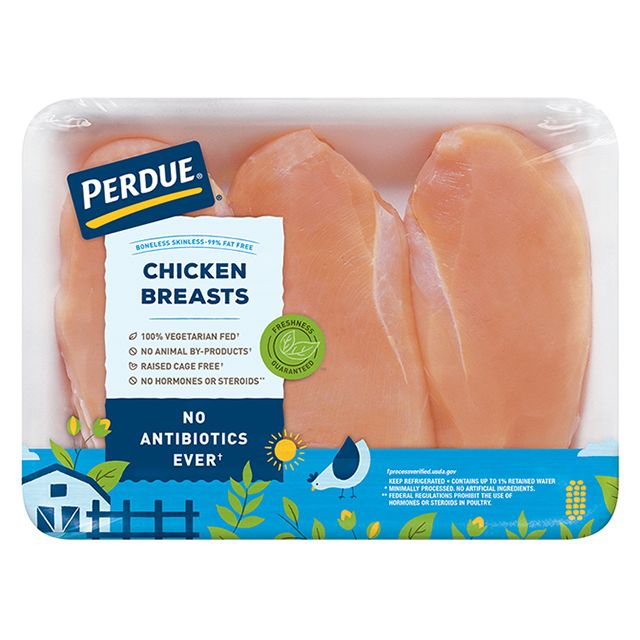 PERDUE®
BONELESS SKINLESS-99% FAT FREE
CHICKEN
BREASTS
100% VEGETARIAN FED†
NO ANIMAL BY-PRODUCTS†
RAISED CAGE FREE†
NO HORMONES OR STEROIDS**
FRESHNESS
GUARANTEED
NO
ANTIBIOTICS
EVER†
†processverified.usda.gov
KEEP REFRIGERATED • CONTAINS UP TO 1% RETAINED WATER
* MINIMALLY PROCESSED. NO ARTIFICIAL INGREDIENTS.
** FEDERAL REGULATIONS PROHIBIT THE USE OF
HORMONES OR STEROIDS IN POULTRY.